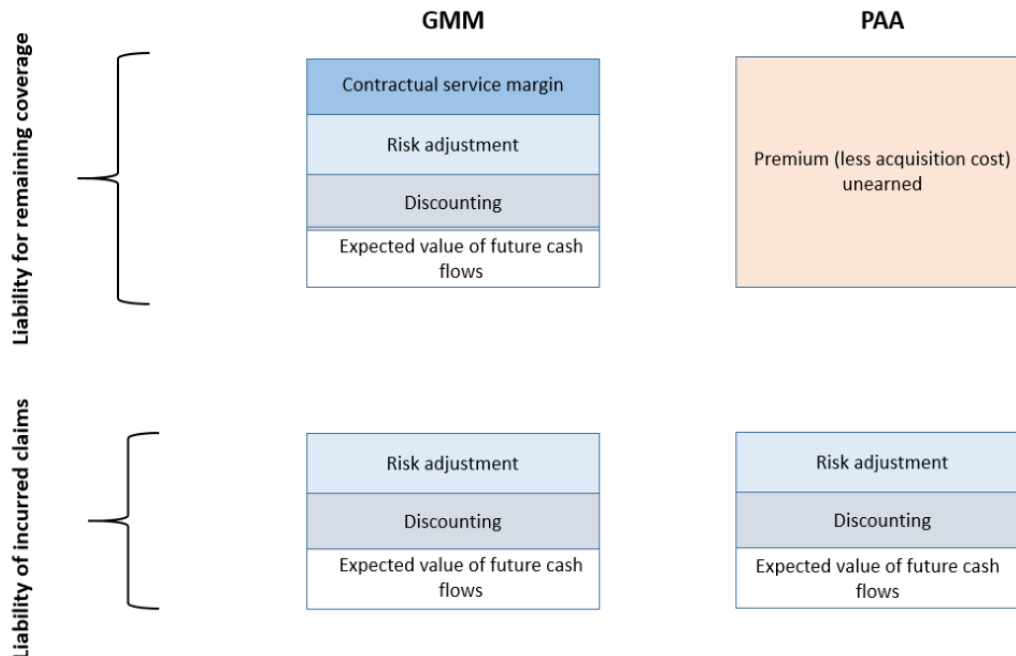 GMM
PAA
Liability for remaining coverage
Contractual service margin
Risk adjustment
Discounting
Expected value of future cash
flows
Premium (less acquisition cost)
unearned
Liability of incurred claims
Risk adjustment
Discounting
Expected value of future cash
flows
Risk adjustment
Discounting
Expected value of future cash
flows